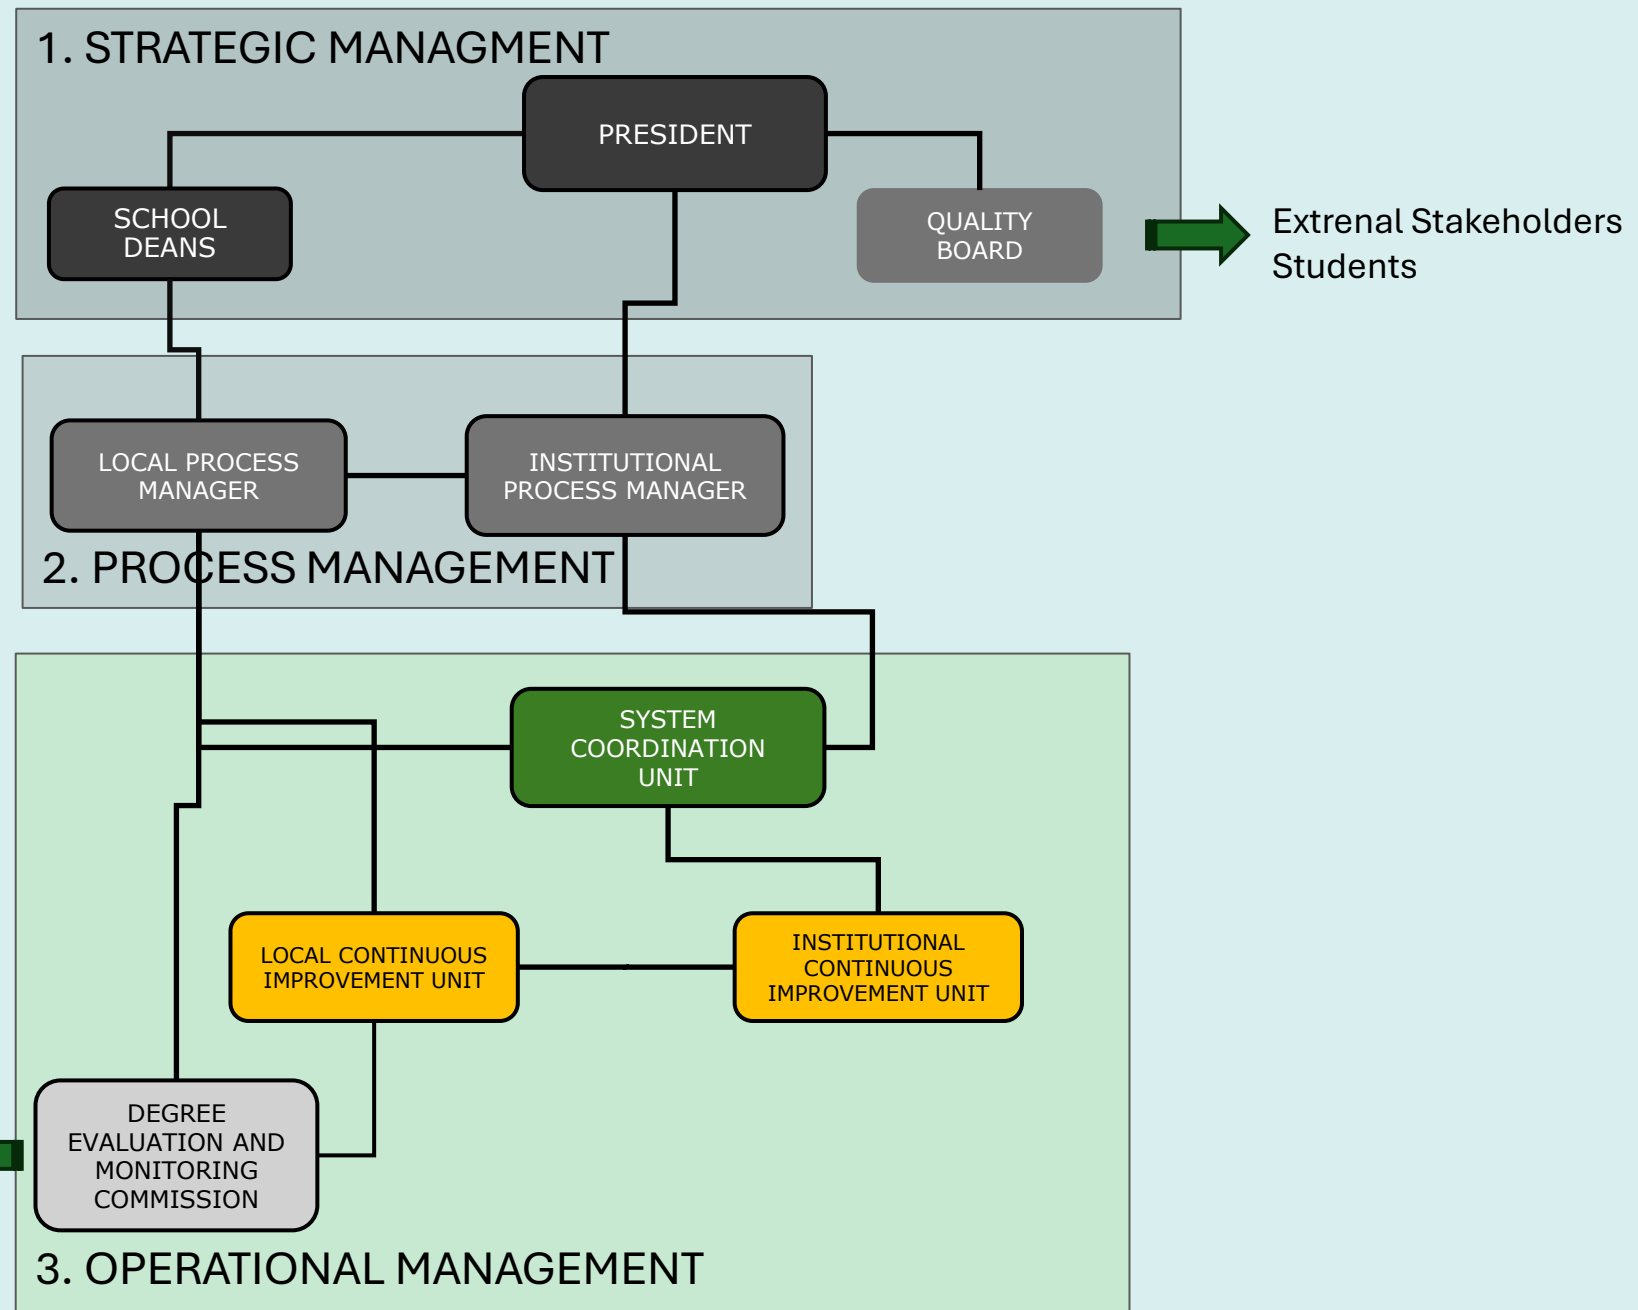 1. STRATEGIC MANAGMENT
PRESIDENT
SCHOOL
DEANS
QUALITY
BOARD
Extrenal Stakeholders
Students
LOCAL PROCESS
MANAGER
INSTITUTIONAL
PROCESS MANAGER
2. PROCESS MANAGEMENT
SYSTEM
COORDINATION
UNIT
LOCAL CONTINUOUS
IMPROVEMENT UNIT
INSTITUTIONAL
CONTINUOUS
IMPROVEMENT UNIT
DEGREE
EVALUATION AND
MONITORING
COMMISSION
3. OPERATIONAL MANAGEMENT